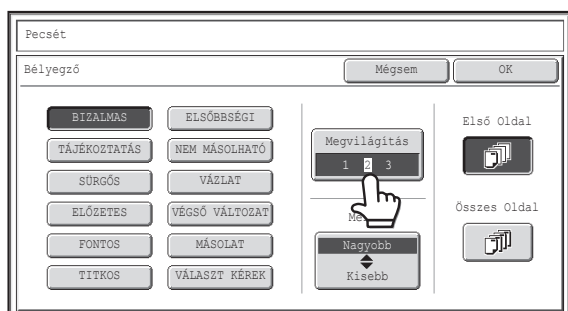 Pecsét
Bélyegző
Mégsem
OK
BIZALMAS
ELSŐBBSÉGI
TÁJÉKOZTATÁS
NEM MÁSOLHATÓ
SÜRGŐS
VÁZLAT
ELŐZETES
VÉGSŐ VÁLTOZAT
FONTOS
MÁSOLAT
TITKOS
VÁLASZT KÉREK
Megvilágítás
1 2 3
Nagyobb
Kisebb
Első Oldal
Összes Oldal